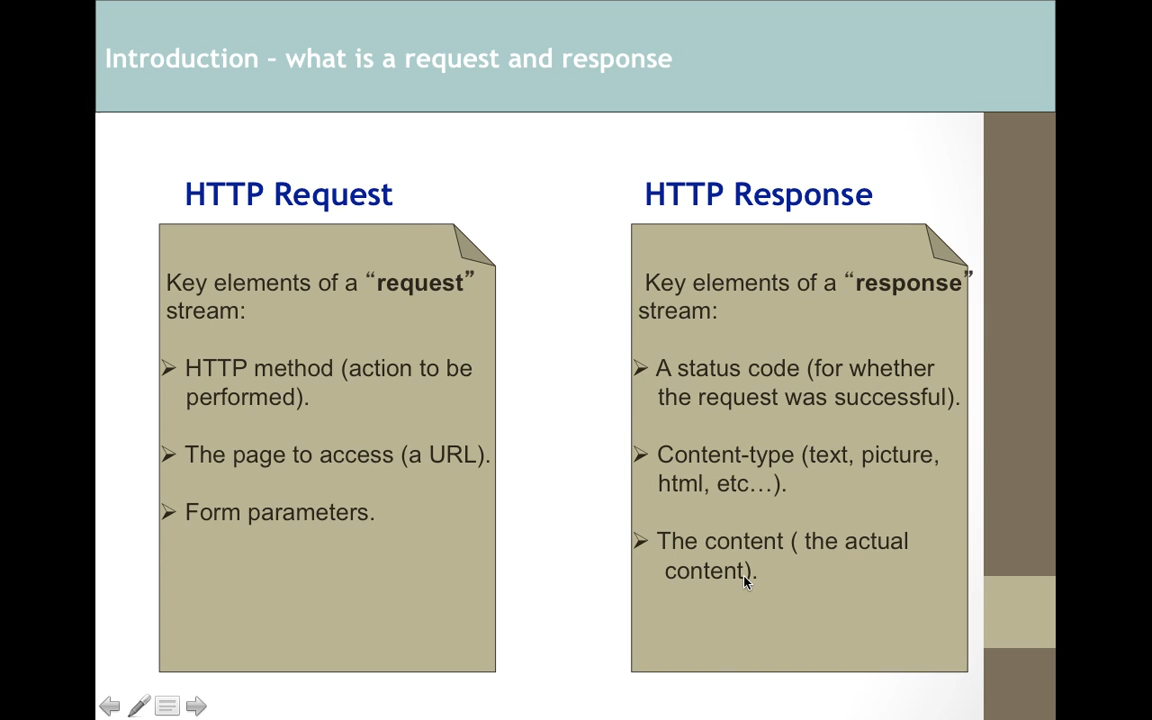 Introduction – what is a request and response
HTTP Request
Key elements of a “request”
stream:
➢ HTTP method (action to be
performed).
➢ The page to access (a URL).
➢ Form parameters.
HTTP Response
Key elements of a “response”
stream:
➢ A status code (for whether
the request was successful).
➢ Content-type (text, picture,
html, etc…).
➢ The content ( the actual
content).